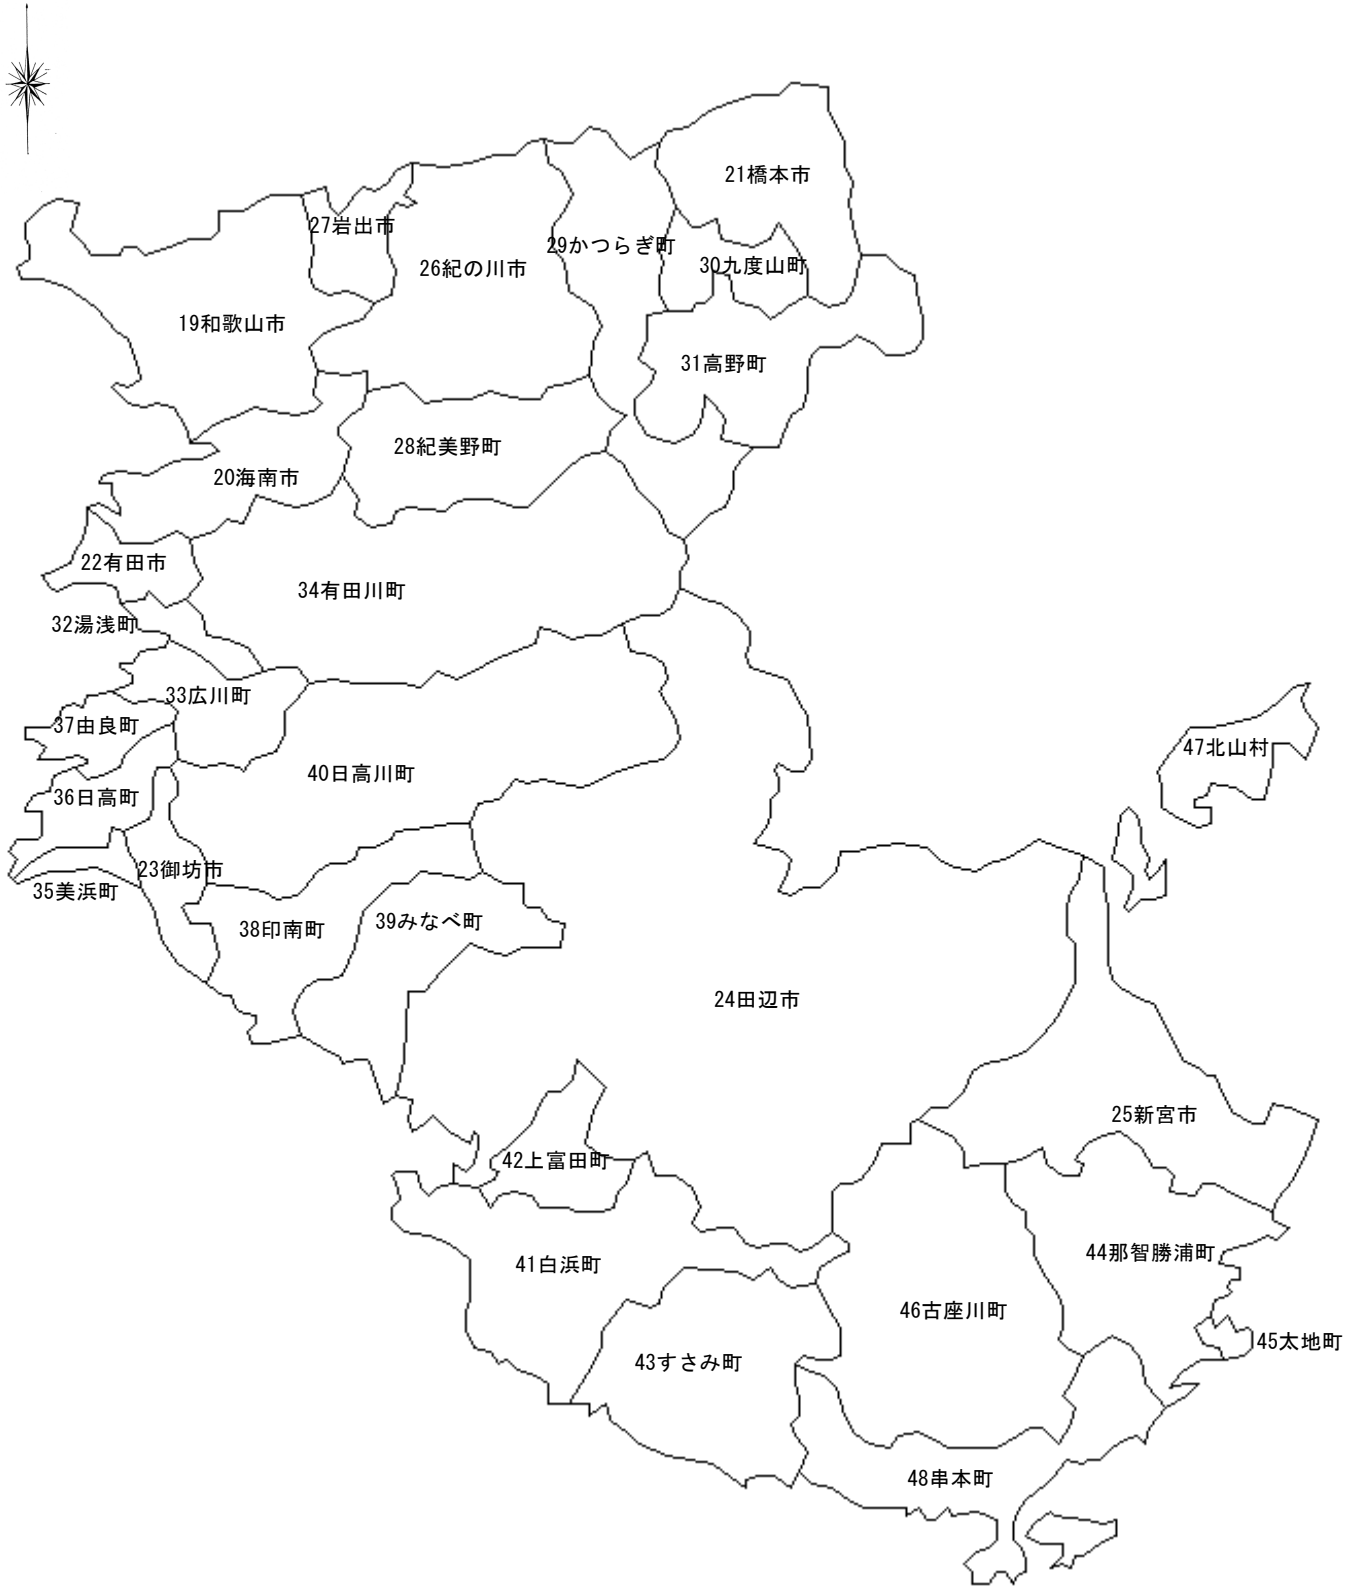 21橋本市
27岩出市
29かつらぎ町
30九度山町
26紀の川市
19和歌山市
31高野町
28紀美野町
20海南市
22有田市
34有田川町
32湯浅町
33広川町
37由良町
47北山村
40日高川町
36日高町
23御坊市
35美浜町
39みなべ町
38印南町
24田辺市
25新宮市
42上富田町
44那智勝浦町
41白浜町
46古座川町
45太地町
43すさみ町
48串本町